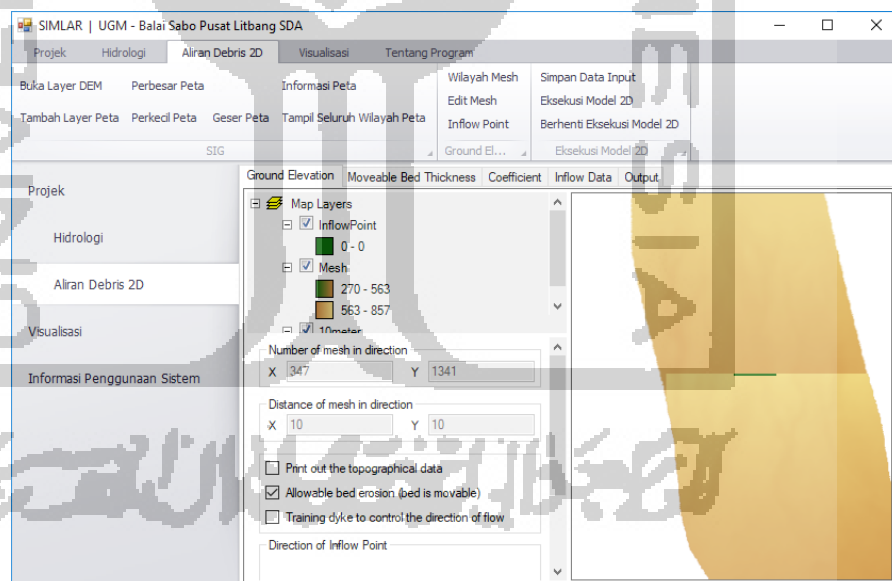 SIMLAR | UGM - Balai Sabo Pusat Litbang SDA
Projek Hidrologi Aliran Debris 2D Visualisasi Tentang Program
Buka Layer DEM Perbesar Peta Informasi Peta
Tambah Layer Peta Perkecil Peta Geser Peta Tampil Seluruh Wilayah Peta
SIG
Wilayah Mesh
Edit Mesh
Inflow Point
Ground El...
Simpan Data Input
Eksekusi Model 2D
Berhenti Eksekusi Model 2D
Eksekusi Model 2D
Projek
Hidrologi
Aliran Debris 2D
Visualisasi
Informasi Penggunaan Sistem
Ground Elevation Moveable Bed Thickness Coefficient Inflow Data Output
Map Layers
InflowPoint
0 - 0
Mesh
270 - 563
563 - 857
10meter
Number of mesh in direction
X 347 Y 1341
Distance of mesh in direction
X 10 Y 10
Print out the topographical data
Allowable bed erosion (bed is movable)
Training dyke to control the direction of flow
Direction of Inflow Point